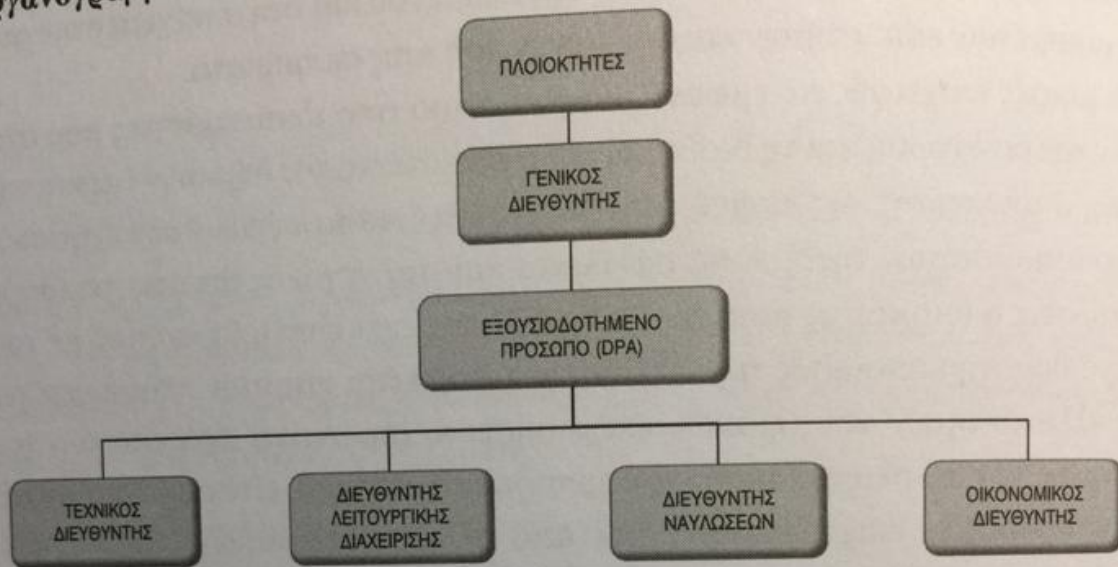 ΠΛΟΙΟΚΤΗΤΕΣ
ΓΕΝΙΚΟΣ
ΔΙΕΥΘΥΝΤΗΣ
ΕΞΟΥΣΙΟΔΟΤΗΜΕΝΟ
ΠΡΟΣΩΠΟ (DPA)
ΤΕΧΝΙΚΟΣ
ΔΙΕΥΘΥΝΤΗΣ
ΔΙΕΥΘΥΝΤΗΣ
ΛΕΙΤΟΥΡΓΙΚΗΣ
ΔΙΑΧΕΙΡΙΣΗΣ
ΔΙΕΥΘΥΝΤΗΣ
ΝΑΥΛΩΣΕΩΝ
ΟΙΚΟΝΟΜΙΚΟΣ
ΔΙΕΥΘΥΝΤΗΣ